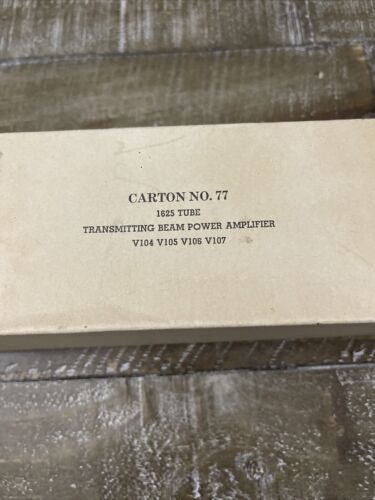 CARTON NO. 77
1625 TUBE
TRANSMITTING BEAM POWER AMPLIFIER
V104 V105 V106 V107